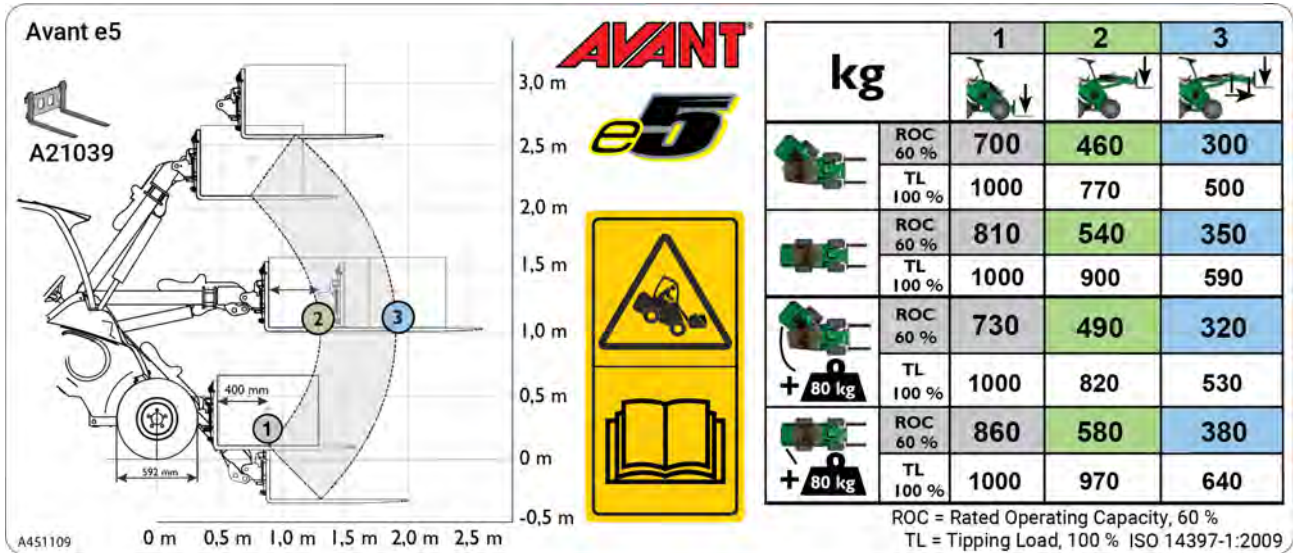 Avant e5
A21039
3,0 m
2,5 m
2,0 m
1,5 m
1,0 m
0,5 m
0 m
-0,5 m
2
3
400 mm
1
592 mm
0 m 0,5 m 1,0 m 1,5 m 2,0 m 2,5 m
A451109
AVANT®
e5
kg 1 2 3
ROC 60 % 700 460 300
TL 100 % 1000 770 500
ROC 60 % 810 540 350
TL 100 % 1000 900 590
ROC 60 % 730 490 320
+ 80 kg TL 100 % 1000 820 530
ROC 60 % 860 580 380
+ 80 kg TL 100 % 1000 970 640
ROC = Rated Operating Capacity, 60 %
TL = Tipping Load, 100 % ISO 14397-1:2009